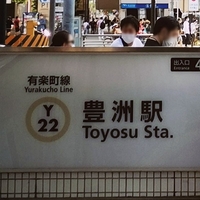 出入口
Entrance
有楽町線
Yurakucho Line
Y
22
豊洲駅
Toyosu Sta.